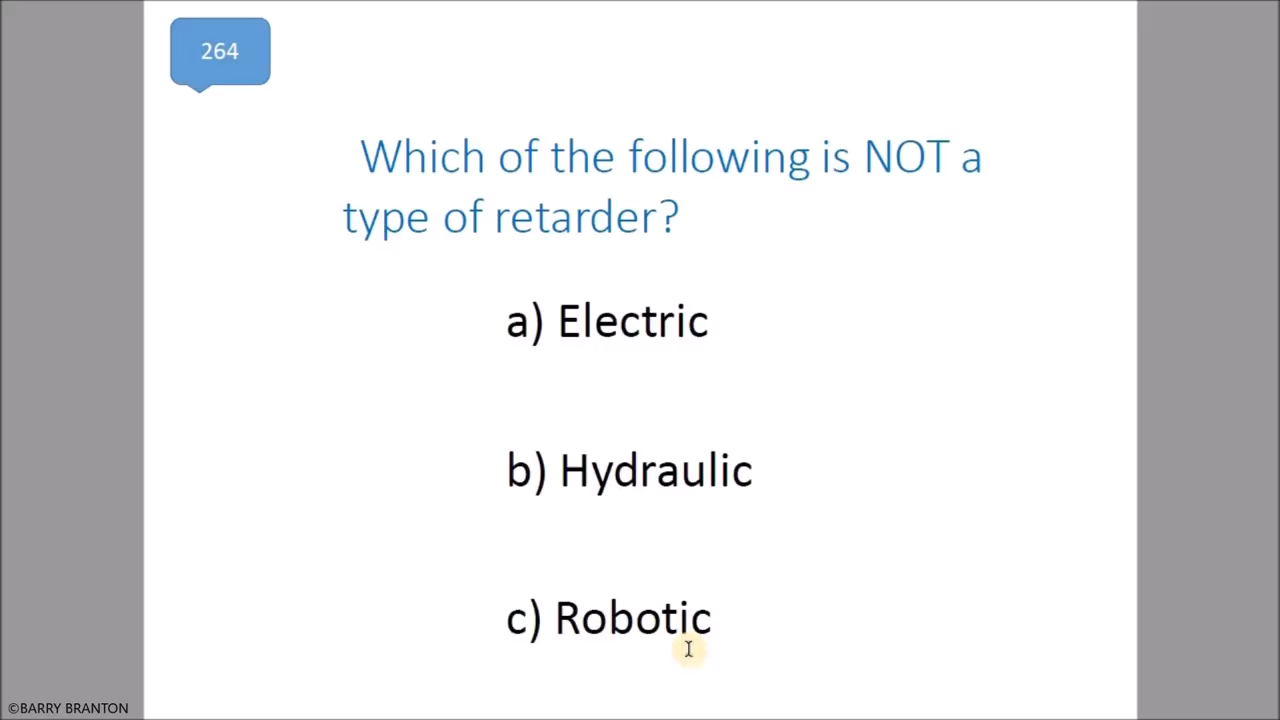 264
Which of the following is NOT a
type of retarder?
a) Electric
b) Hydraulic
c) Robotic
©BARRY BRANTON